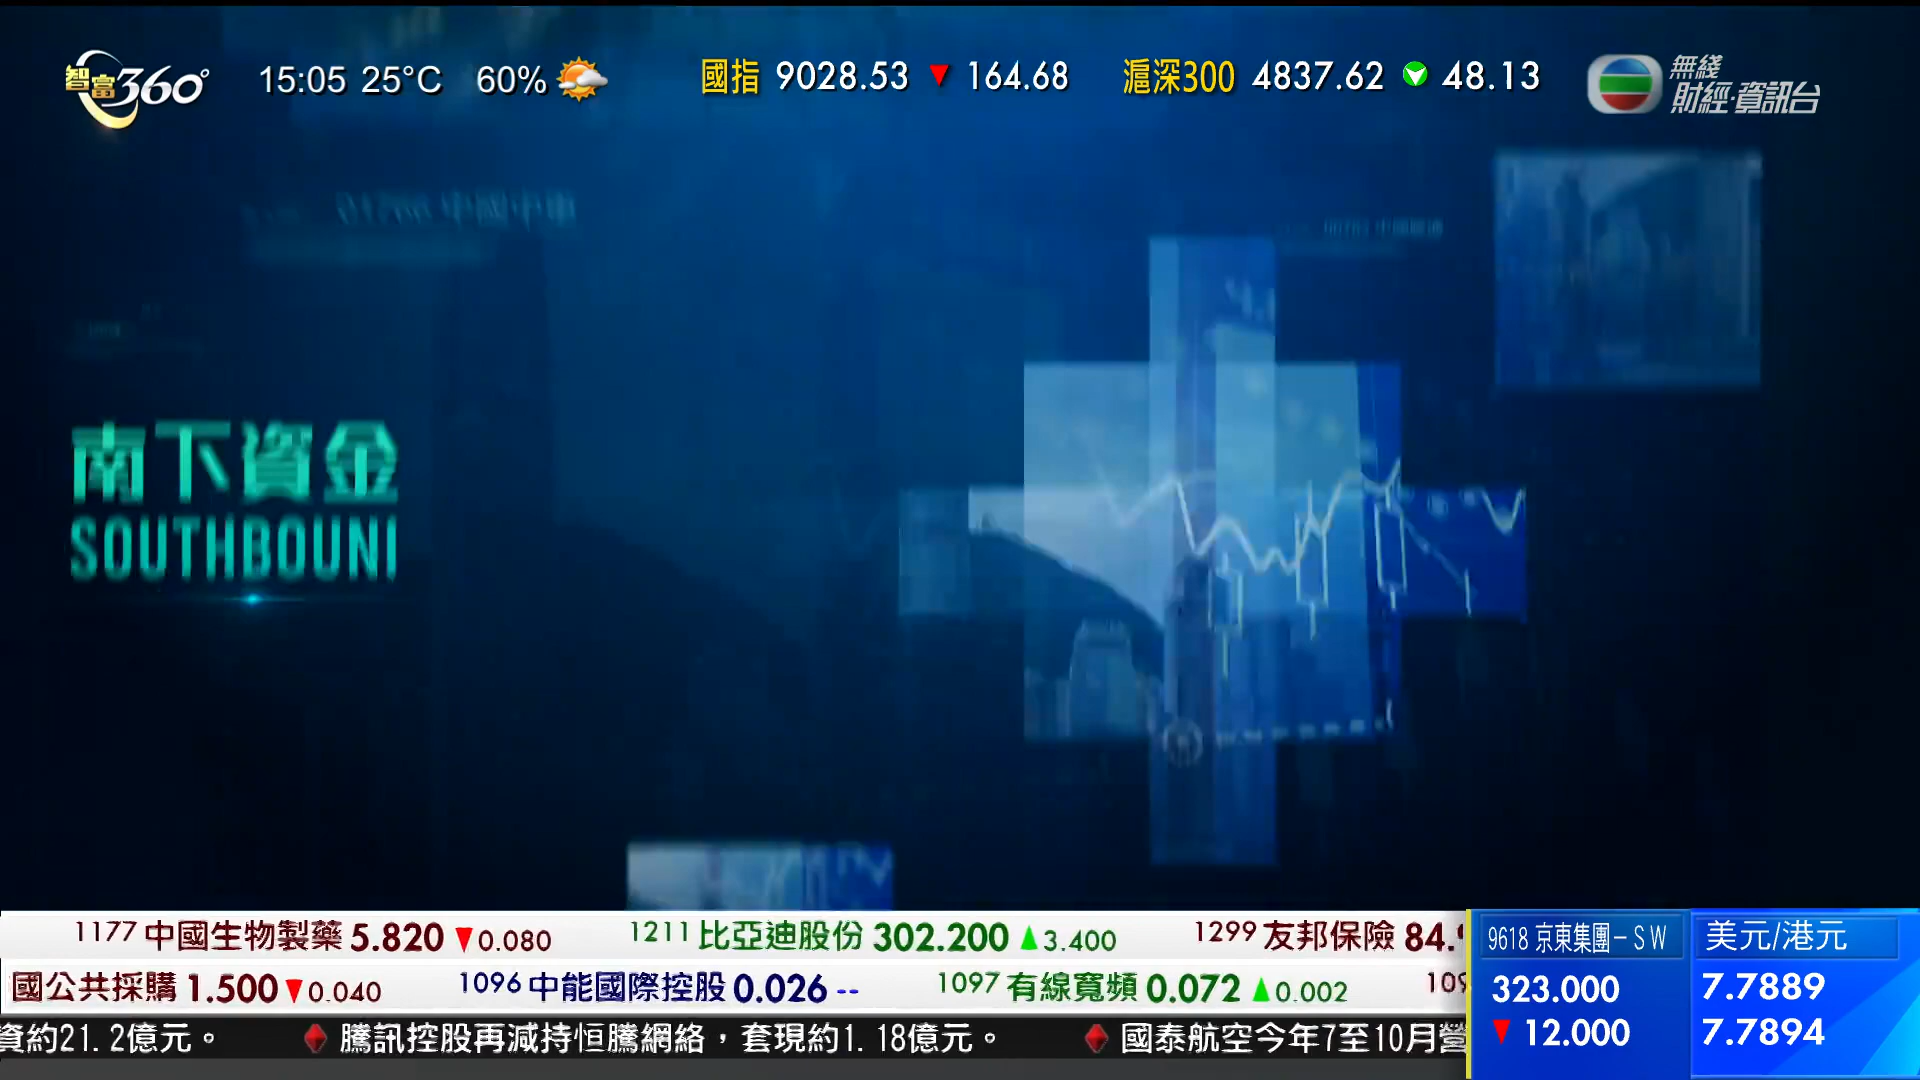 智富360°
15:05 25°C 60%
國指 9028.53 ▼ 164.68 滬深300 4837.62 48.13
無綫
財經·資訊台
南下資金
SOUTHBOUN
1177 中國生物製藥 5.820 ▼ 0.080 1211 比亞迪股份 302.200 ▲ 3.400 1299 友邦保險 84.
國公共採購 1.500 ▼ 0.040 1096 中能國際控股 0.026 -- 1097 有線寬頻 0.072 ▲ 0.002 109
資約21.2億元。 騰訊控股再減持恒騰網絡，套現約1.18億元。 國泰航空今年7至10月營
9618 京東集團－SW
323.000
▼ 12.000
美元/港元
7.7889
7.7894